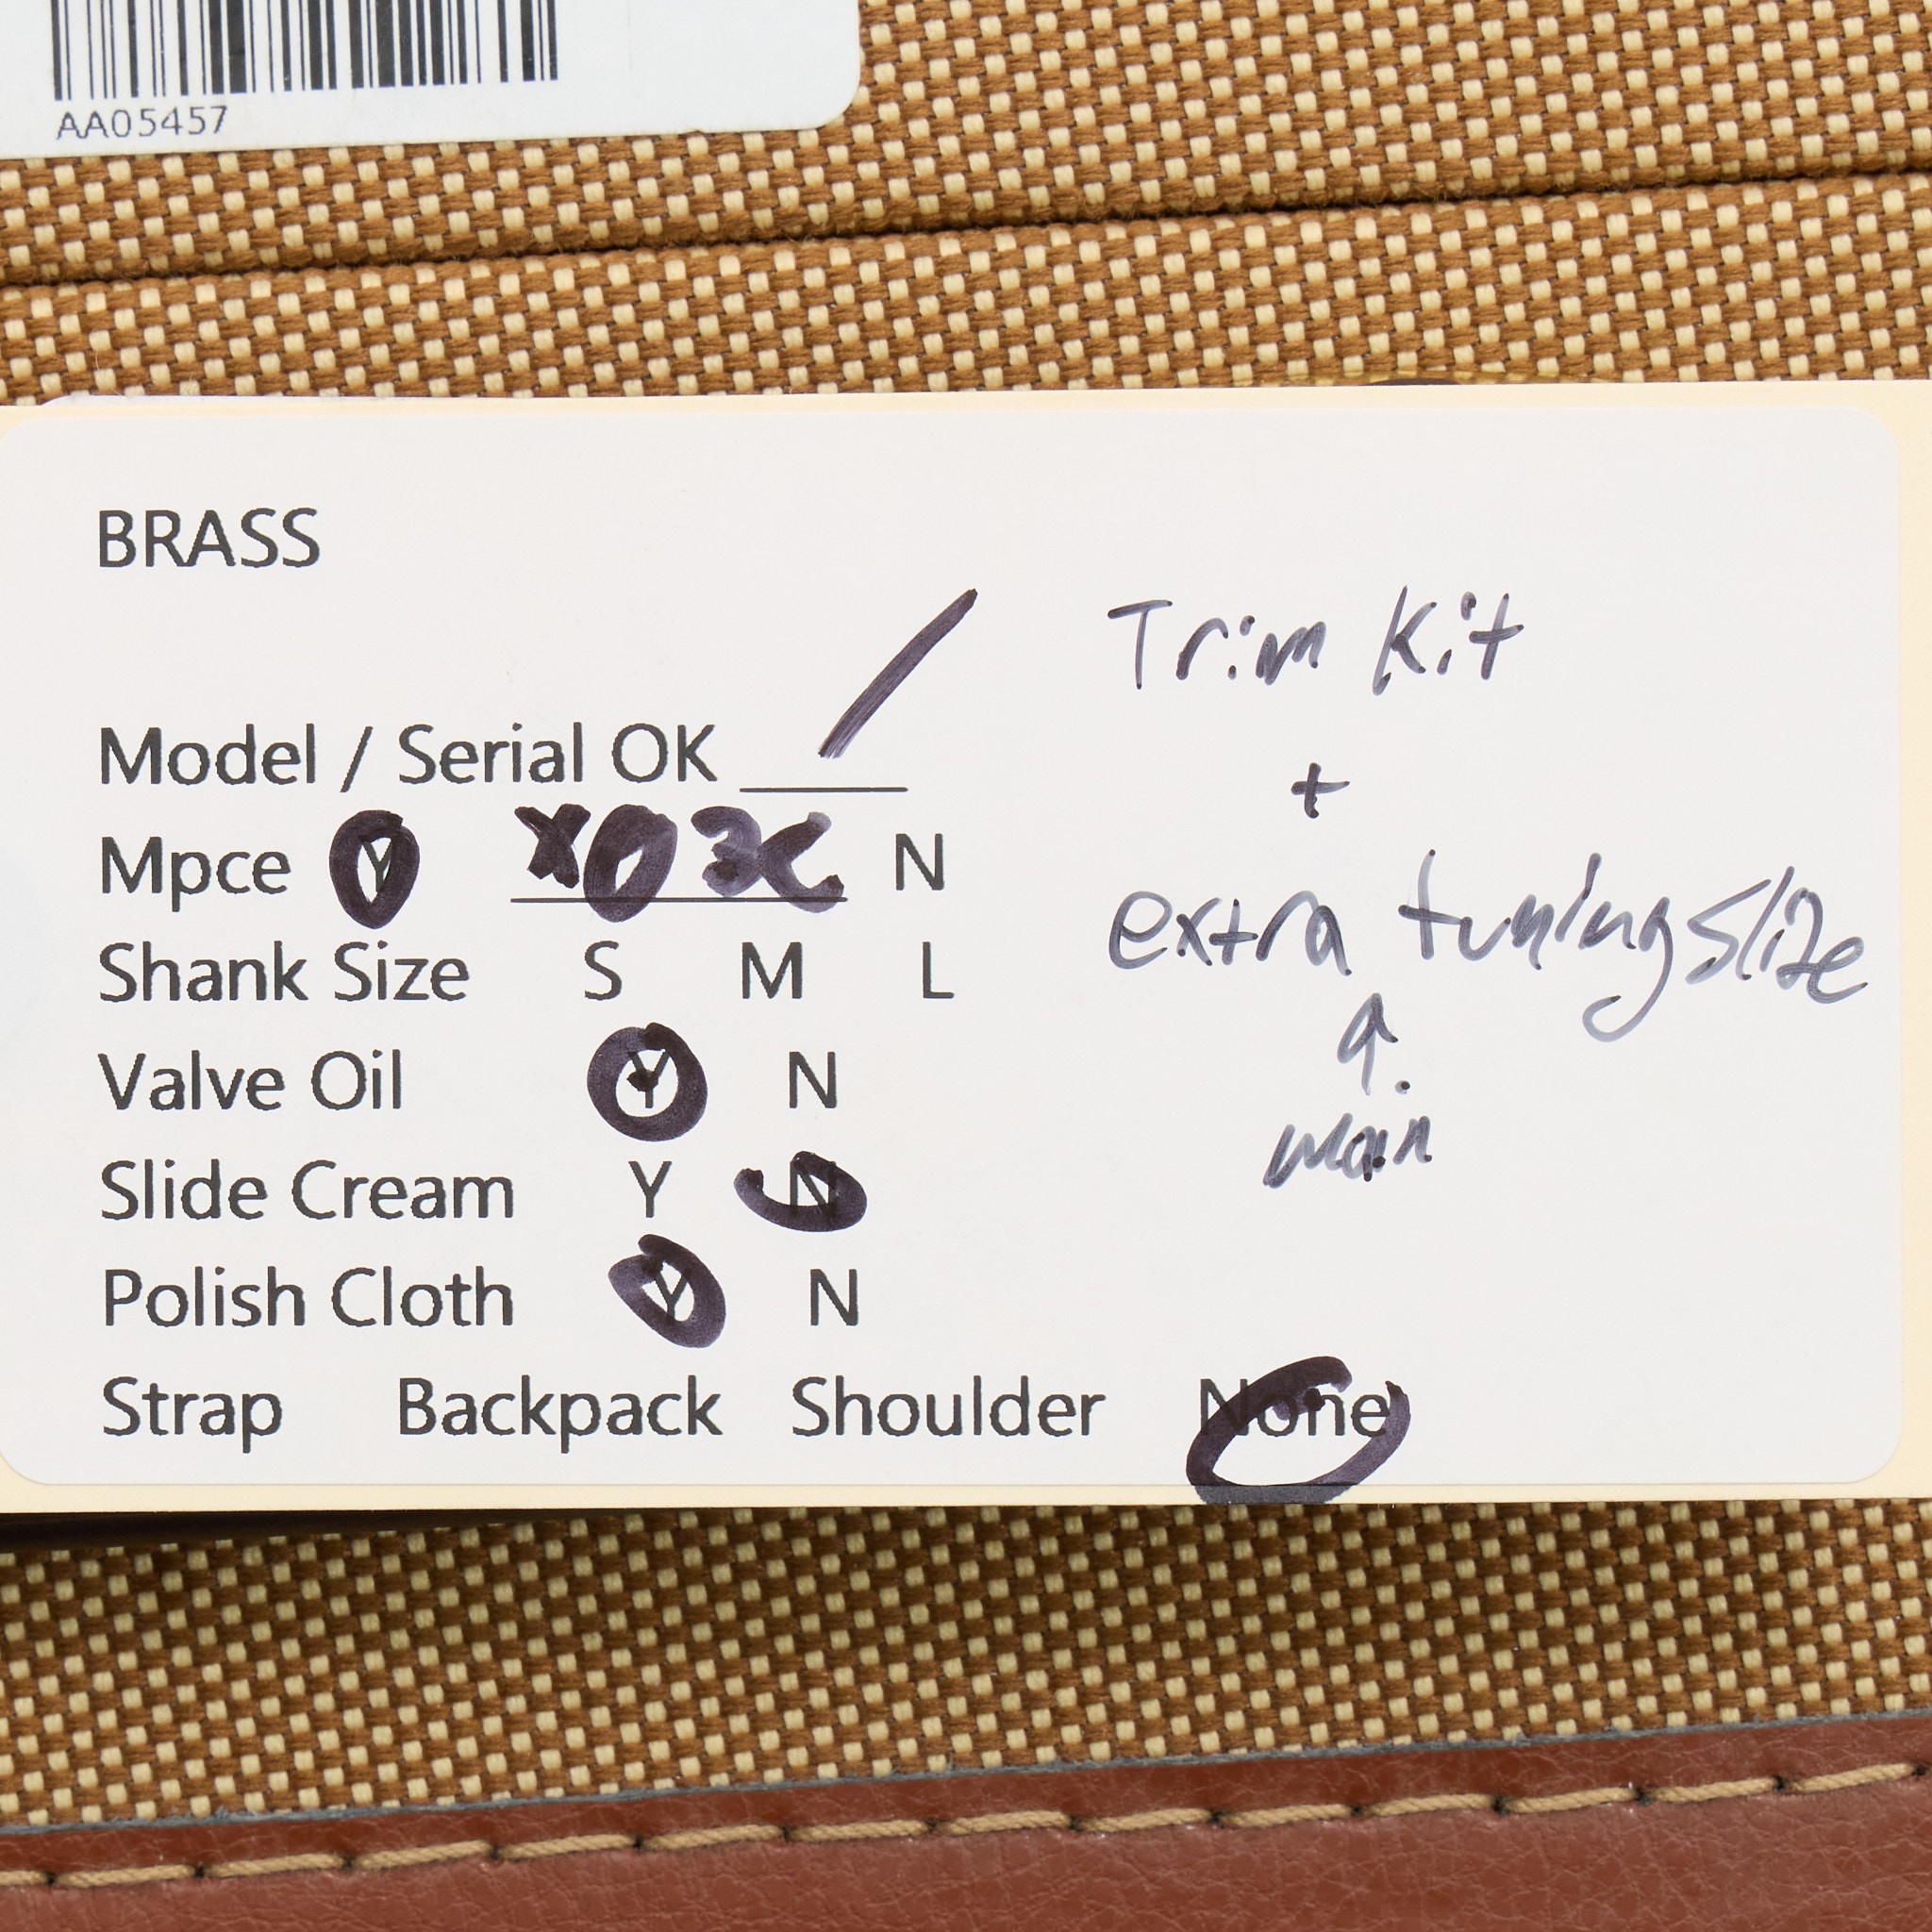 AA05457
BRASS
Model / Serial OK /
Mpce Y XO3C N
Shank Size S M L
Valve Oil Y N
Slide Cream Y N
Polish Cloth Y N
Strap Backpack Shoulder None
Trim Kit
+
extra tuning slide
↑
main